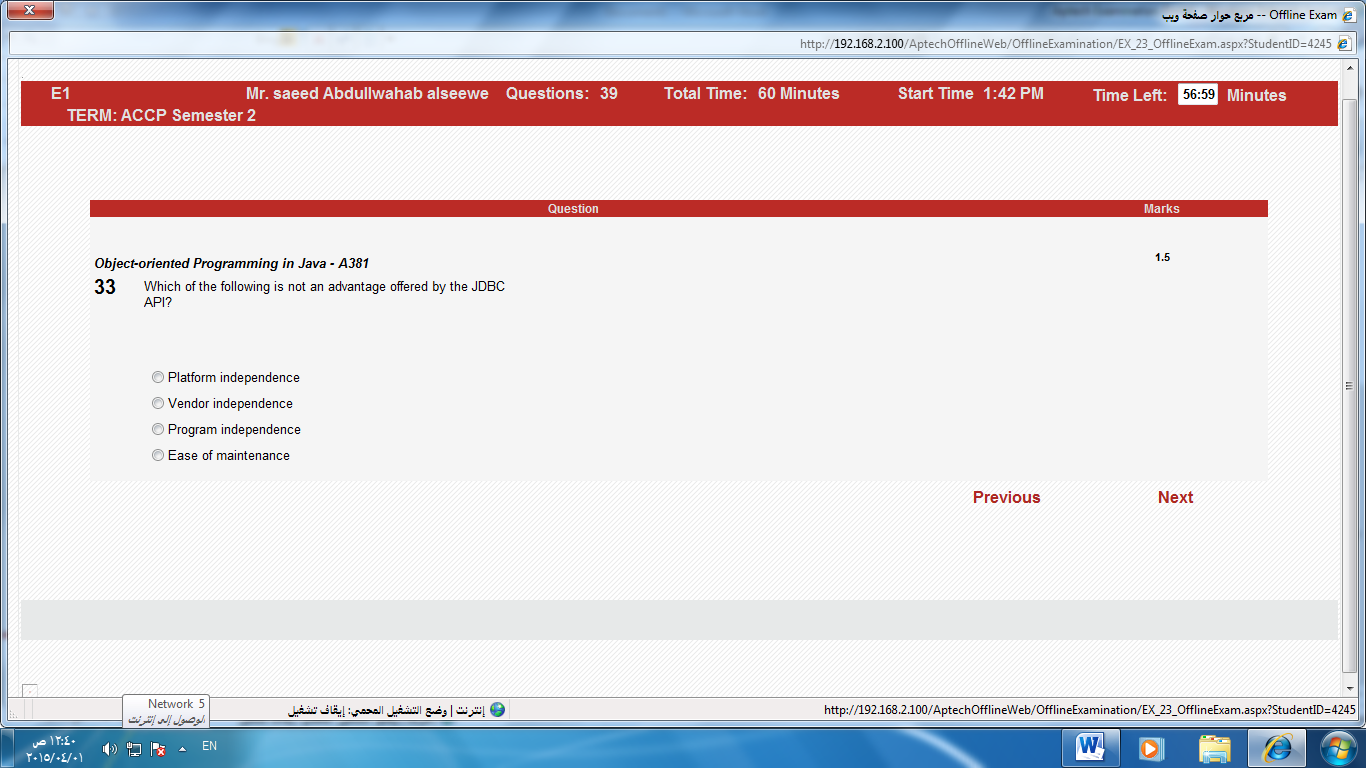 Offline Exam -- مربع حوار صفحة ويب
http://192.168.2.100/AptechOfflineWeb/OfflineExamination/EX_23_OfflineExam.aspx?StudentID=4245
E1 Mr. saeed Abdullwahab alseewe Questions: 39 Total Time: 60 Minutes Start Time 1:42 PM Time Left: 56:59 Minutes
TERM: ACCP Semester 2
Question Marks
Object-oriented Programming in Java - A381 1.5
33 Which of the following is not an advantage offered by the JDBC
API?
Platform independence
Vendor independence
Program independence
Ease of maintenance
Previous Next
Network 5
الوصول إلى إنترنت
إنترنت | وضع التشغيل المحمي: إيقاف تشغيل
http://192.168.2.100/AptechOfflineWeb/OfflineExamination/EX_23_OfflineExam.aspx?StudentID=4245
EN
١٢:٤٠ ص
٢٠١٥/٠٤/٠١